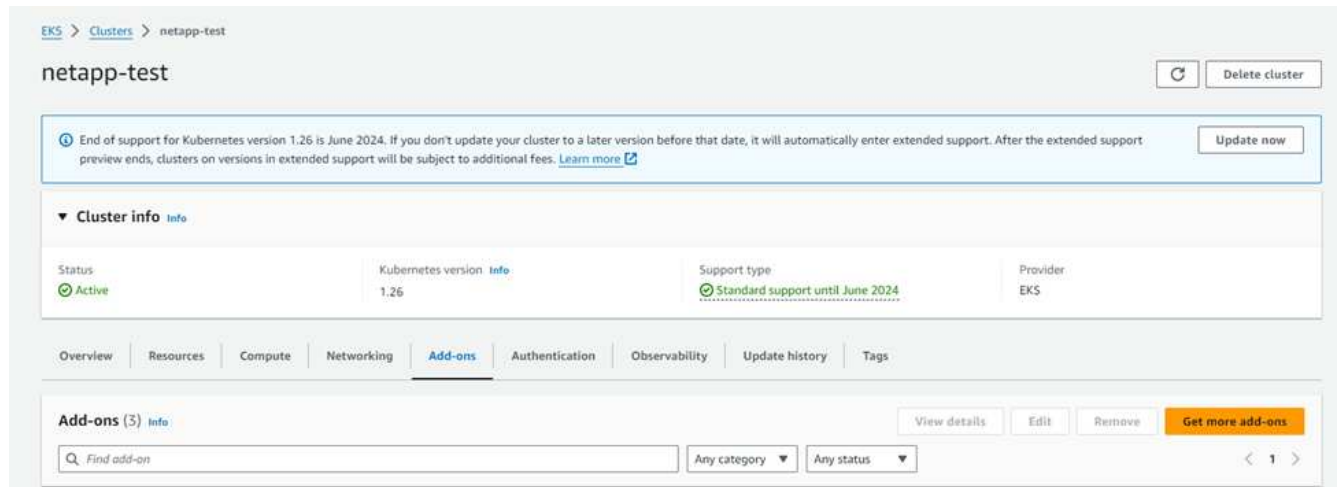 EKS > Clusters > netapp-test
netapp-test
Delete cluster
End of support for Kubernetes version 1.26 is June 2024. If you don't update your cluster to a later version before that date, it will automatically enter extended support. After the extended support
preview ends, clusters on versions in extended support will be subject to additional fees. Learn more
Update now
▼ Cluster info Info
Status
Active
Kubernetes version Info
1.26
Support type
Standard support until June 2024
Provider
EKS
Overview Resources Compute Networking Add-ons Authentication Observability Update history Tags
Add-ons (3) Info
View details Edit Remove Get more add-ons
Find add-on
Any category ▼ Any status ▼
< 1 >